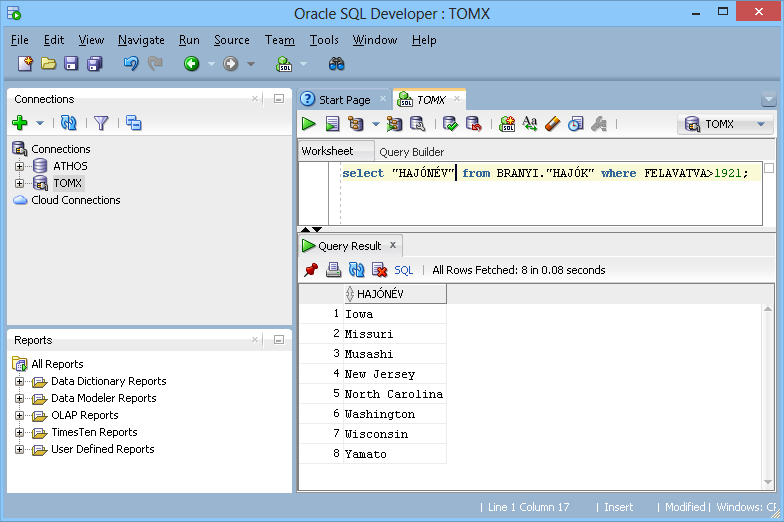 Oracle SQL Developer : TOMX
File Edit View Navigate Run Source Team Tools Window Help
Connections
Connections
ATHOS
TOMX
Cloud Connections
Reports
All Reports
Data Dictionary Reports
Data Modeler Reports
OLAP Reports
TimesTen Reports
User Defined Reports
Start Page TOMX
TOMX
Worksheet Query Builder
select "HAJÓNÉV" from BRANYI."HAJÓK" where FELAVATVA>1921;
Query Result x
SQL | All Rows Fetched: 8 in 0.08 seconds
HAJÓNÉV
1 Iowa
2 Missuri
3 Musashi
4 New Jersey
5 North Carolina
6 Washington
7 Wisconsin
8 Yamato
| Line 1 Column 17 | Insert | Modified | Windows: